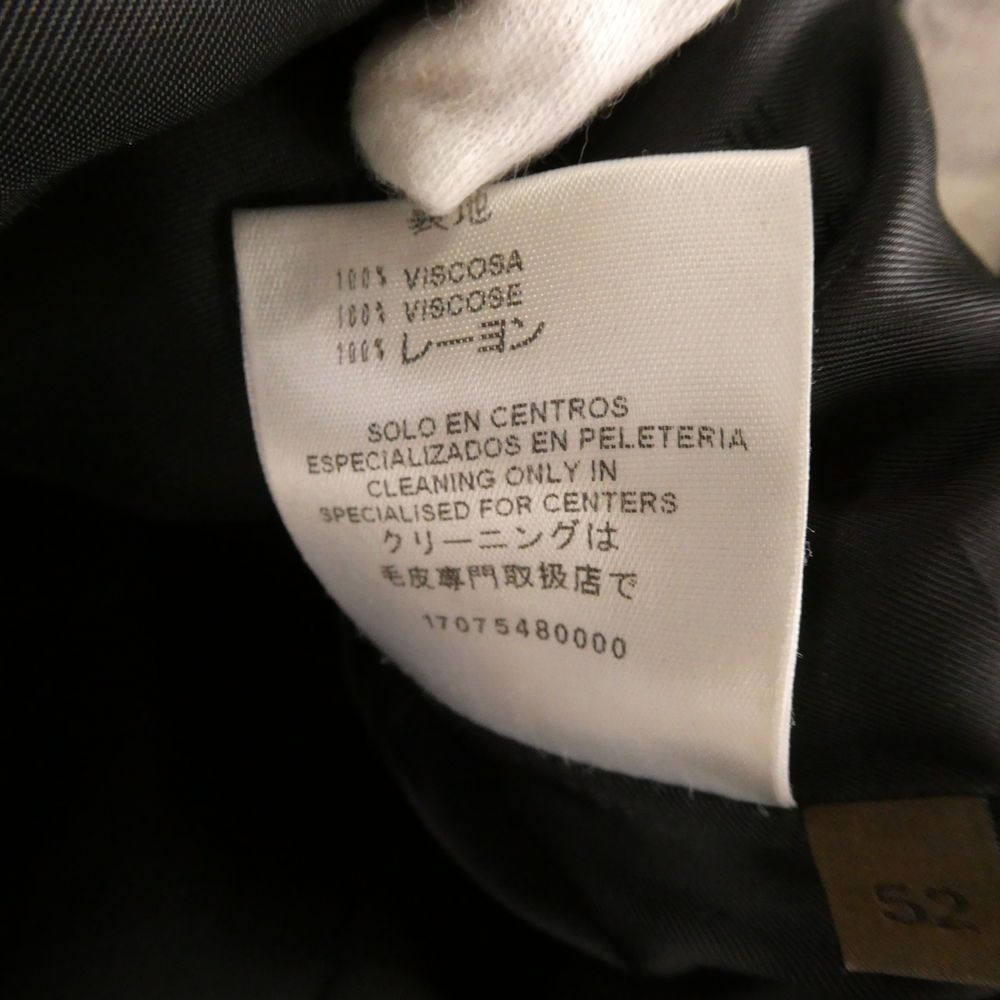 裏地
100% VISCOSA
100% VISCOSE
100% レーヨン
SOLO EN CENTROS
ESPECIALIZADOS EN PELETERIA
CLEANING ONLY IN
SPECIALISED FOR CENTERS
クリーニングは
毛皮専門取扱店で
17075480000
52